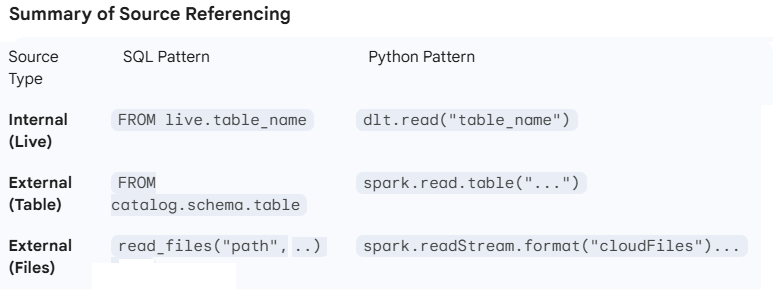 Summary of Source Referencing
Source Type SQL Pattern Python Pattern
Internal (Live) FROM live.table_name dlt.read("table_name")
External (Table) FROM catalog.schema.table spark.read.table("...")
External (Files) read_files("path", ..) spark.readStream.format("cloudFiles")...